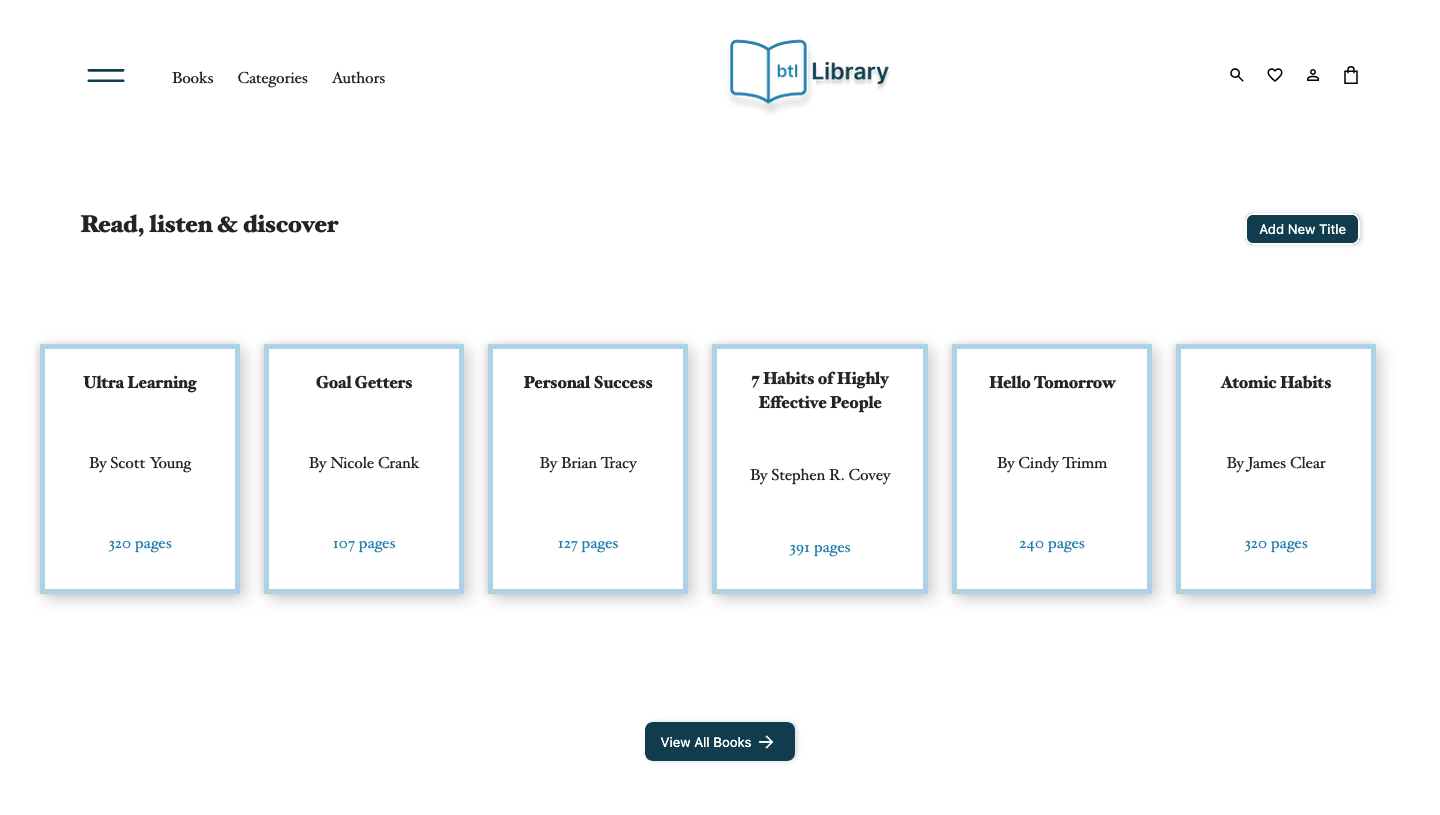 Books Categories Authors
btl Library
Read, listen & discover
Add New Title
Ultra Learning
By Scott Young
320 pages
Goal Getters
By Nicole Crank
107 pages
Personal Success
By Brian Tracy
127 pages
7 Habits of Highly
Effective People
By Stephen R. Covey
391 pages
Hello Tomorrow
By Cindy Trimm
240 pages
Atomic Habits
By James Clear
320 pages
View All Books